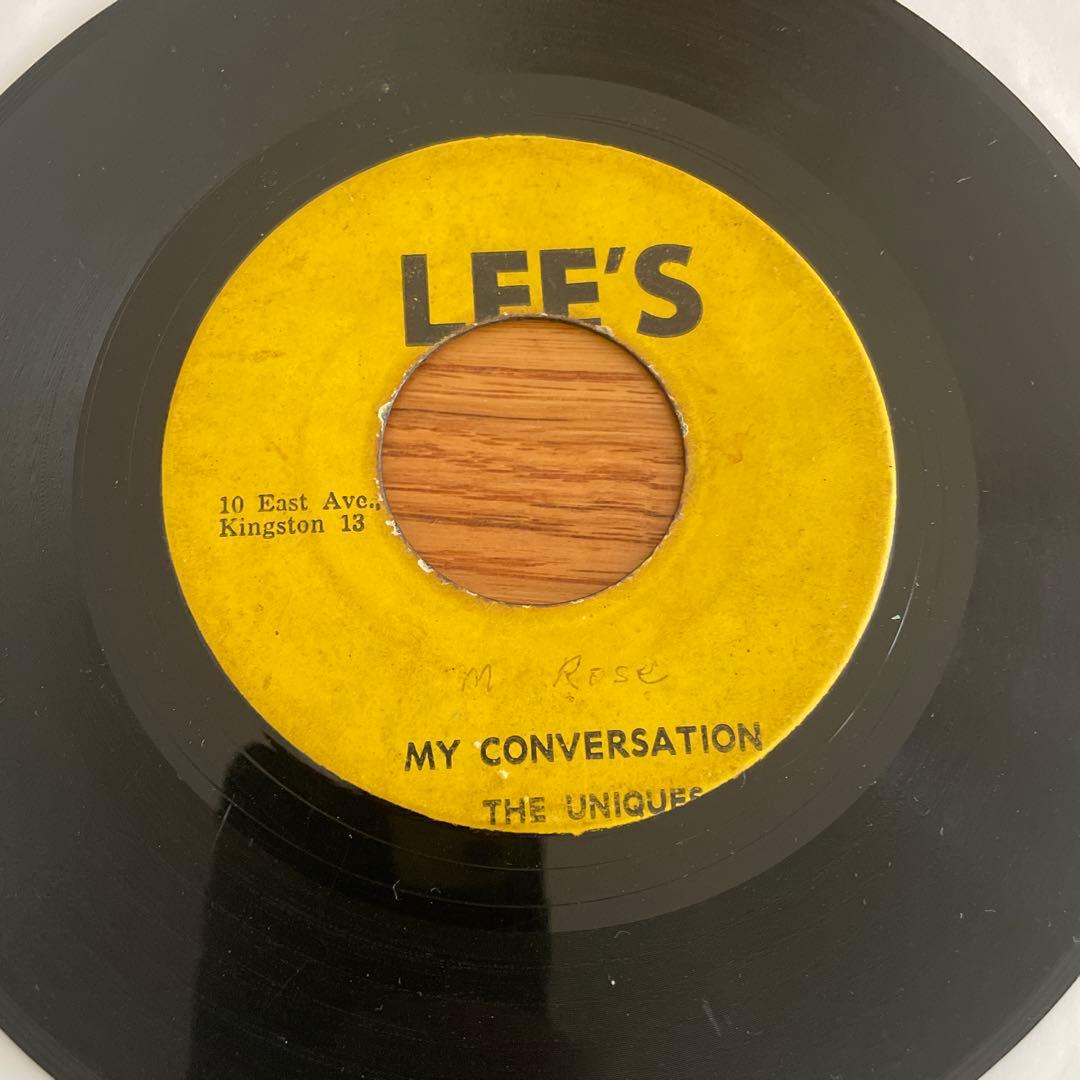 LEE'S
10 East Ave.,
Kingston 13
M Rose
MY CONVERSATION
THE UNIQUES